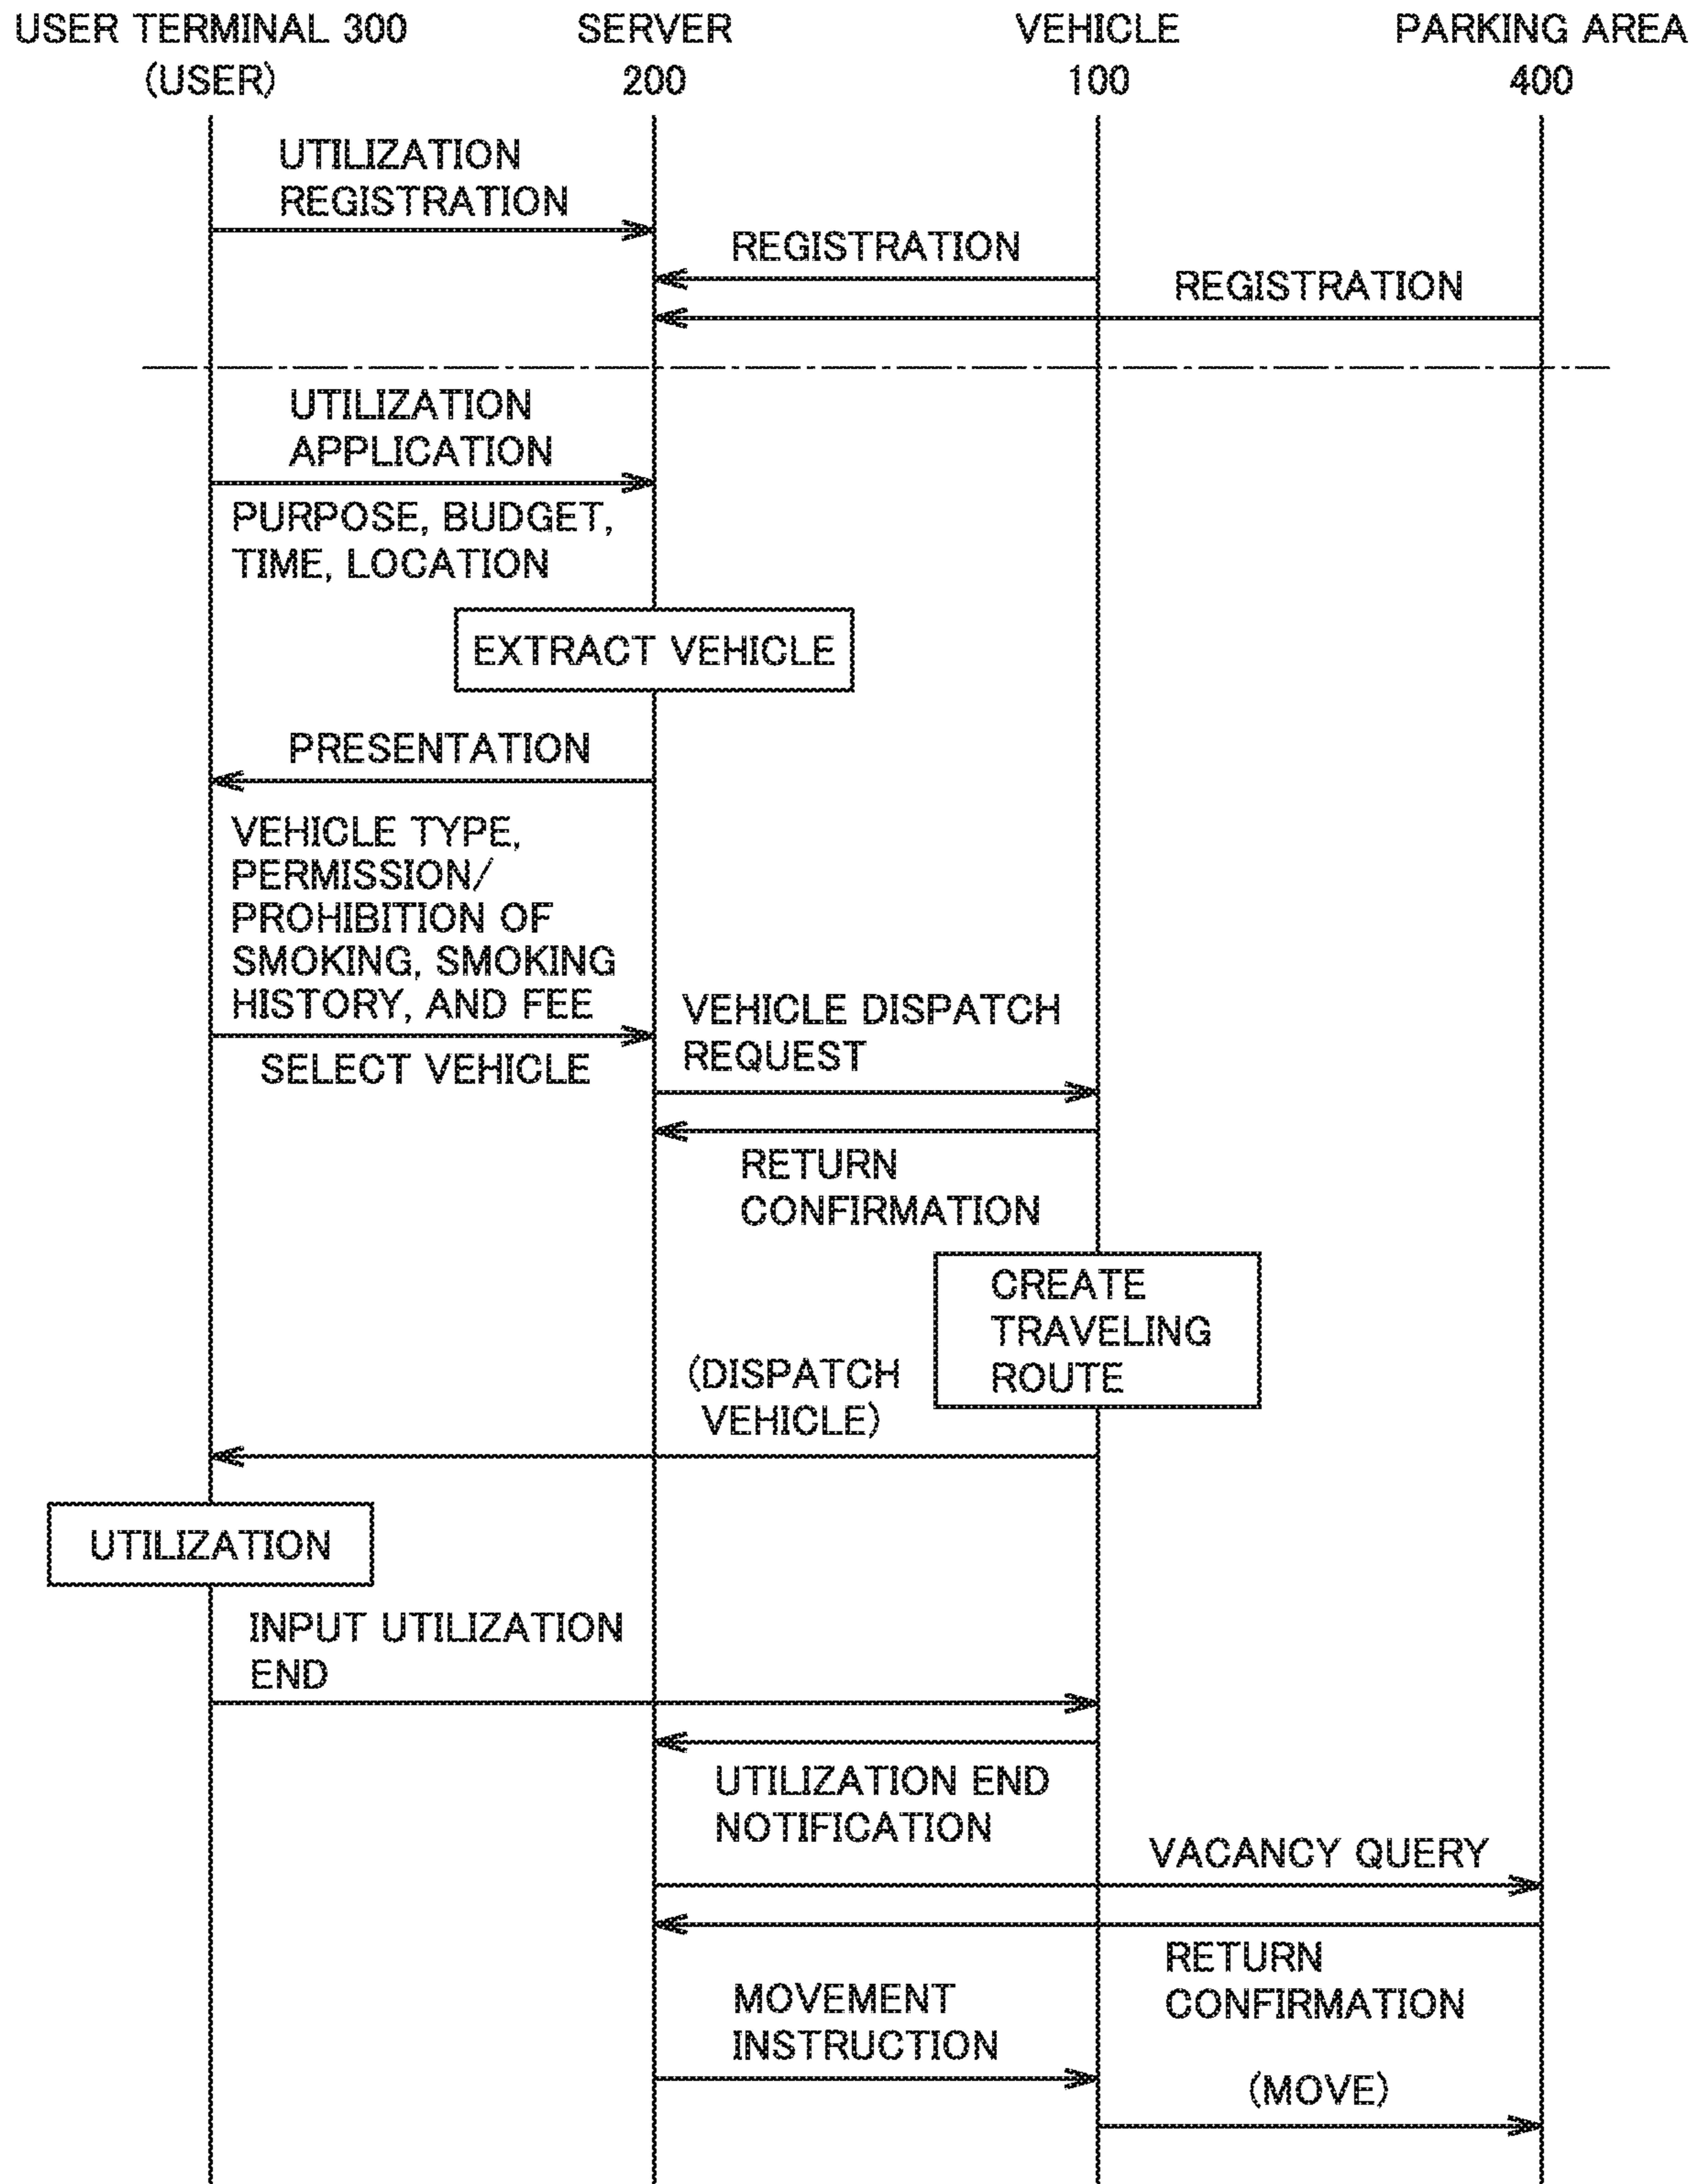 USER TERMINAL 300
(USER)
SERVER
200
VEHICLE
100
PARKING AREA
400
UTILIZATION
REGISTRATION
REGISTRATION
REGISTRATION
UTILIZATION
APPLICATION
PURPOSE, BUDGET,
TIME, LOCATION
EXTRACT VEHICLE
PRESENTATION
VEHICLE TYPE,
PERMISSION/
PROHIBITION OF
SMOKING, SMOKING
HISTORY, AND FEE
SELECT VEHICLE
VEHICLE DISPATCH
REQUEST
RETURN
CONFIRMATION
CREATE
TRAVELING
ROUTE
(DISPATCH
VEHICLE)
UTILIZATION
INPUT UTILIZATION
END
UTILIZATION END
NOTIFICATION
VACANCY QUERY
RETURN
CONFIRMATION
MOVEMENT
INSTRUCTION
(MOVE)